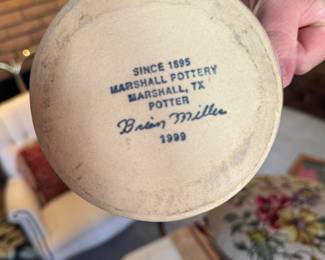 SINCE 1895
MARSHALL POTTERY
MARSHALL, TX
POTTER
Brian Miller
1999